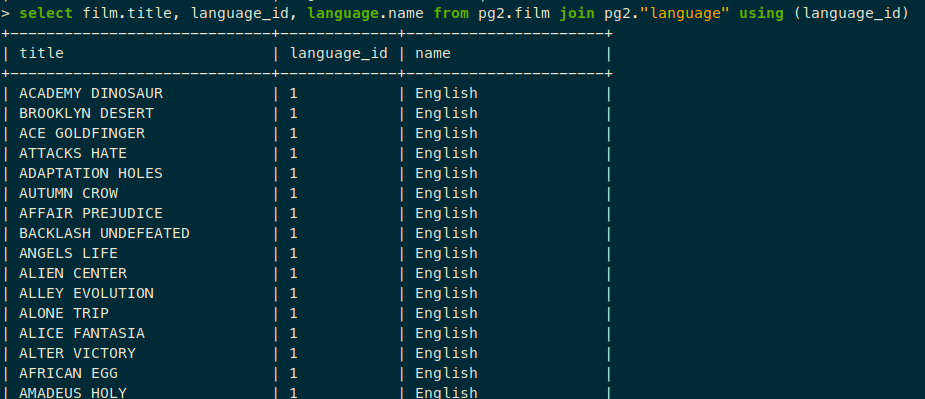 > select film.title, language_id, language.name from pg2.film join pg2."language" using (language_id)
+-----------------------------+------------+----------------------+
| title                       | language_id | name                 |
+-----------------------------+------------+----------------------+
| ACADEMY DINOSAUR            | 1           | English              |
| BROOKLYN DESERT             | 1           | English              |
| ACE GOLDFINGER              | 1           | English              |
| ATTACKS HATE                | 1           | English              |
| ADAPTATION HOLES            | 1           | English              |
| AUTUMN CROW                 | 1           | English              |
| AFFAIR PREJUDICE            | 1           | English              |
| BACKLASH UNDEFEATED         | 1           | English              |
| ANGELS LIFE                 | 1           | English              |
| ALIEN CENTER                | 1           | English              |
| ALLEY EVOLUTION             | 1           | English              |
| ALONE TRIP                  | 1           | English              |
| ALICE FANTASIA              | 1           | English              |
| ALTER VICTORY               | 1           | English              |
| AFRICAN EGG                 | 1           | English              |
| AMADEUS HOLY                | 1           | English              |